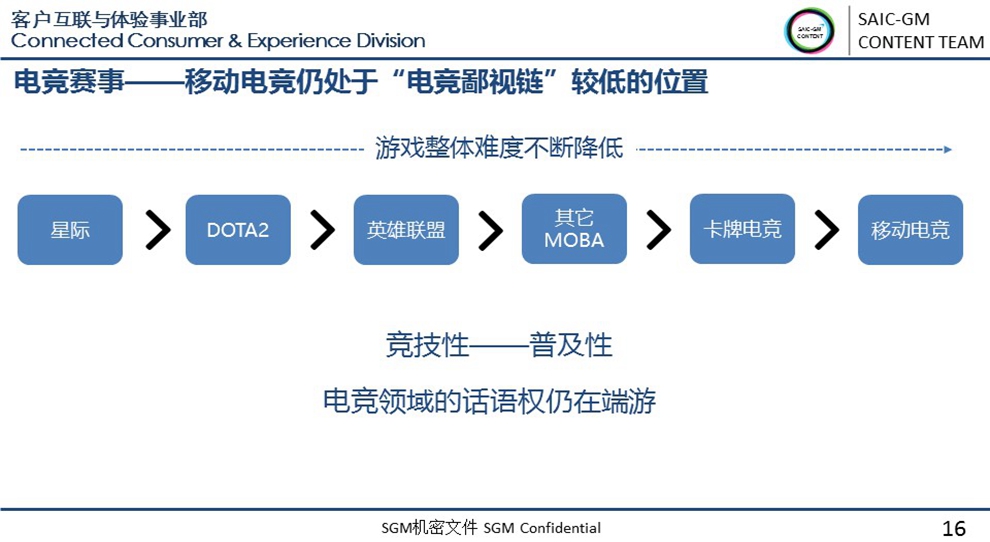 客户互联与体验事业部
Connected Consumer & Experience Division
SAIC-GM
CONTENT
SAIC-GM
CONTENT TEAM
电竞赛事——移动电竞仍处于“电竞鄙视链”较低的位置
游戏整体难度不断降低
星际
DOTA2
英雄联盟
其它
MOBA
卡牌电竞
移动电竞
竞技性——普及性
电竞领域的话语权仍在端游
SGM机密文件 SGM Confidential
16